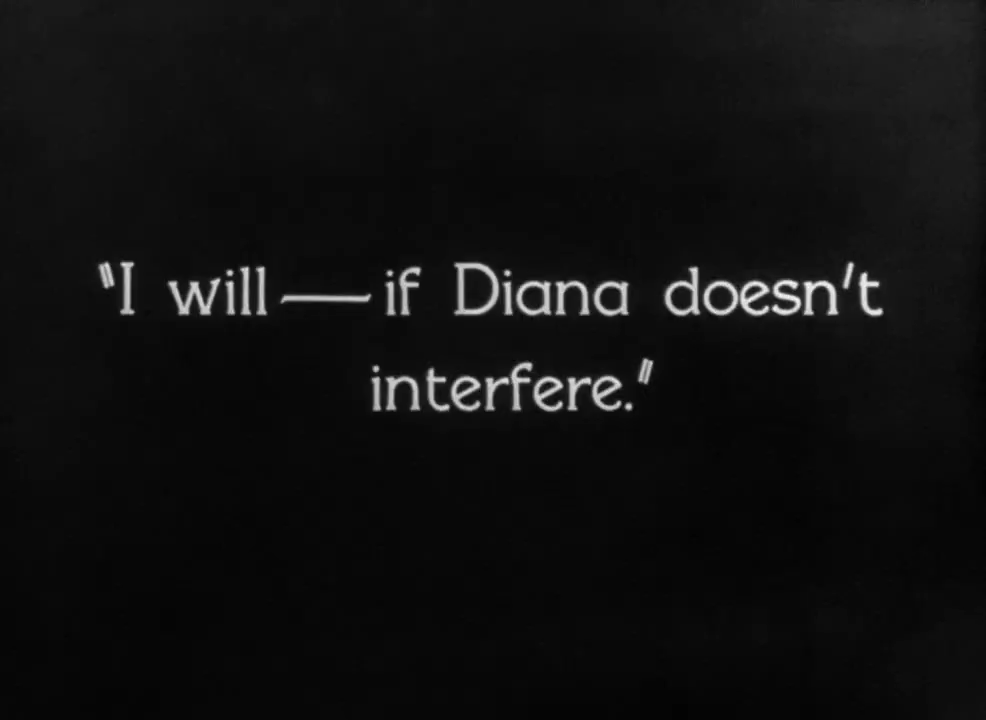 "I will — if Diana doesn't
interfere."